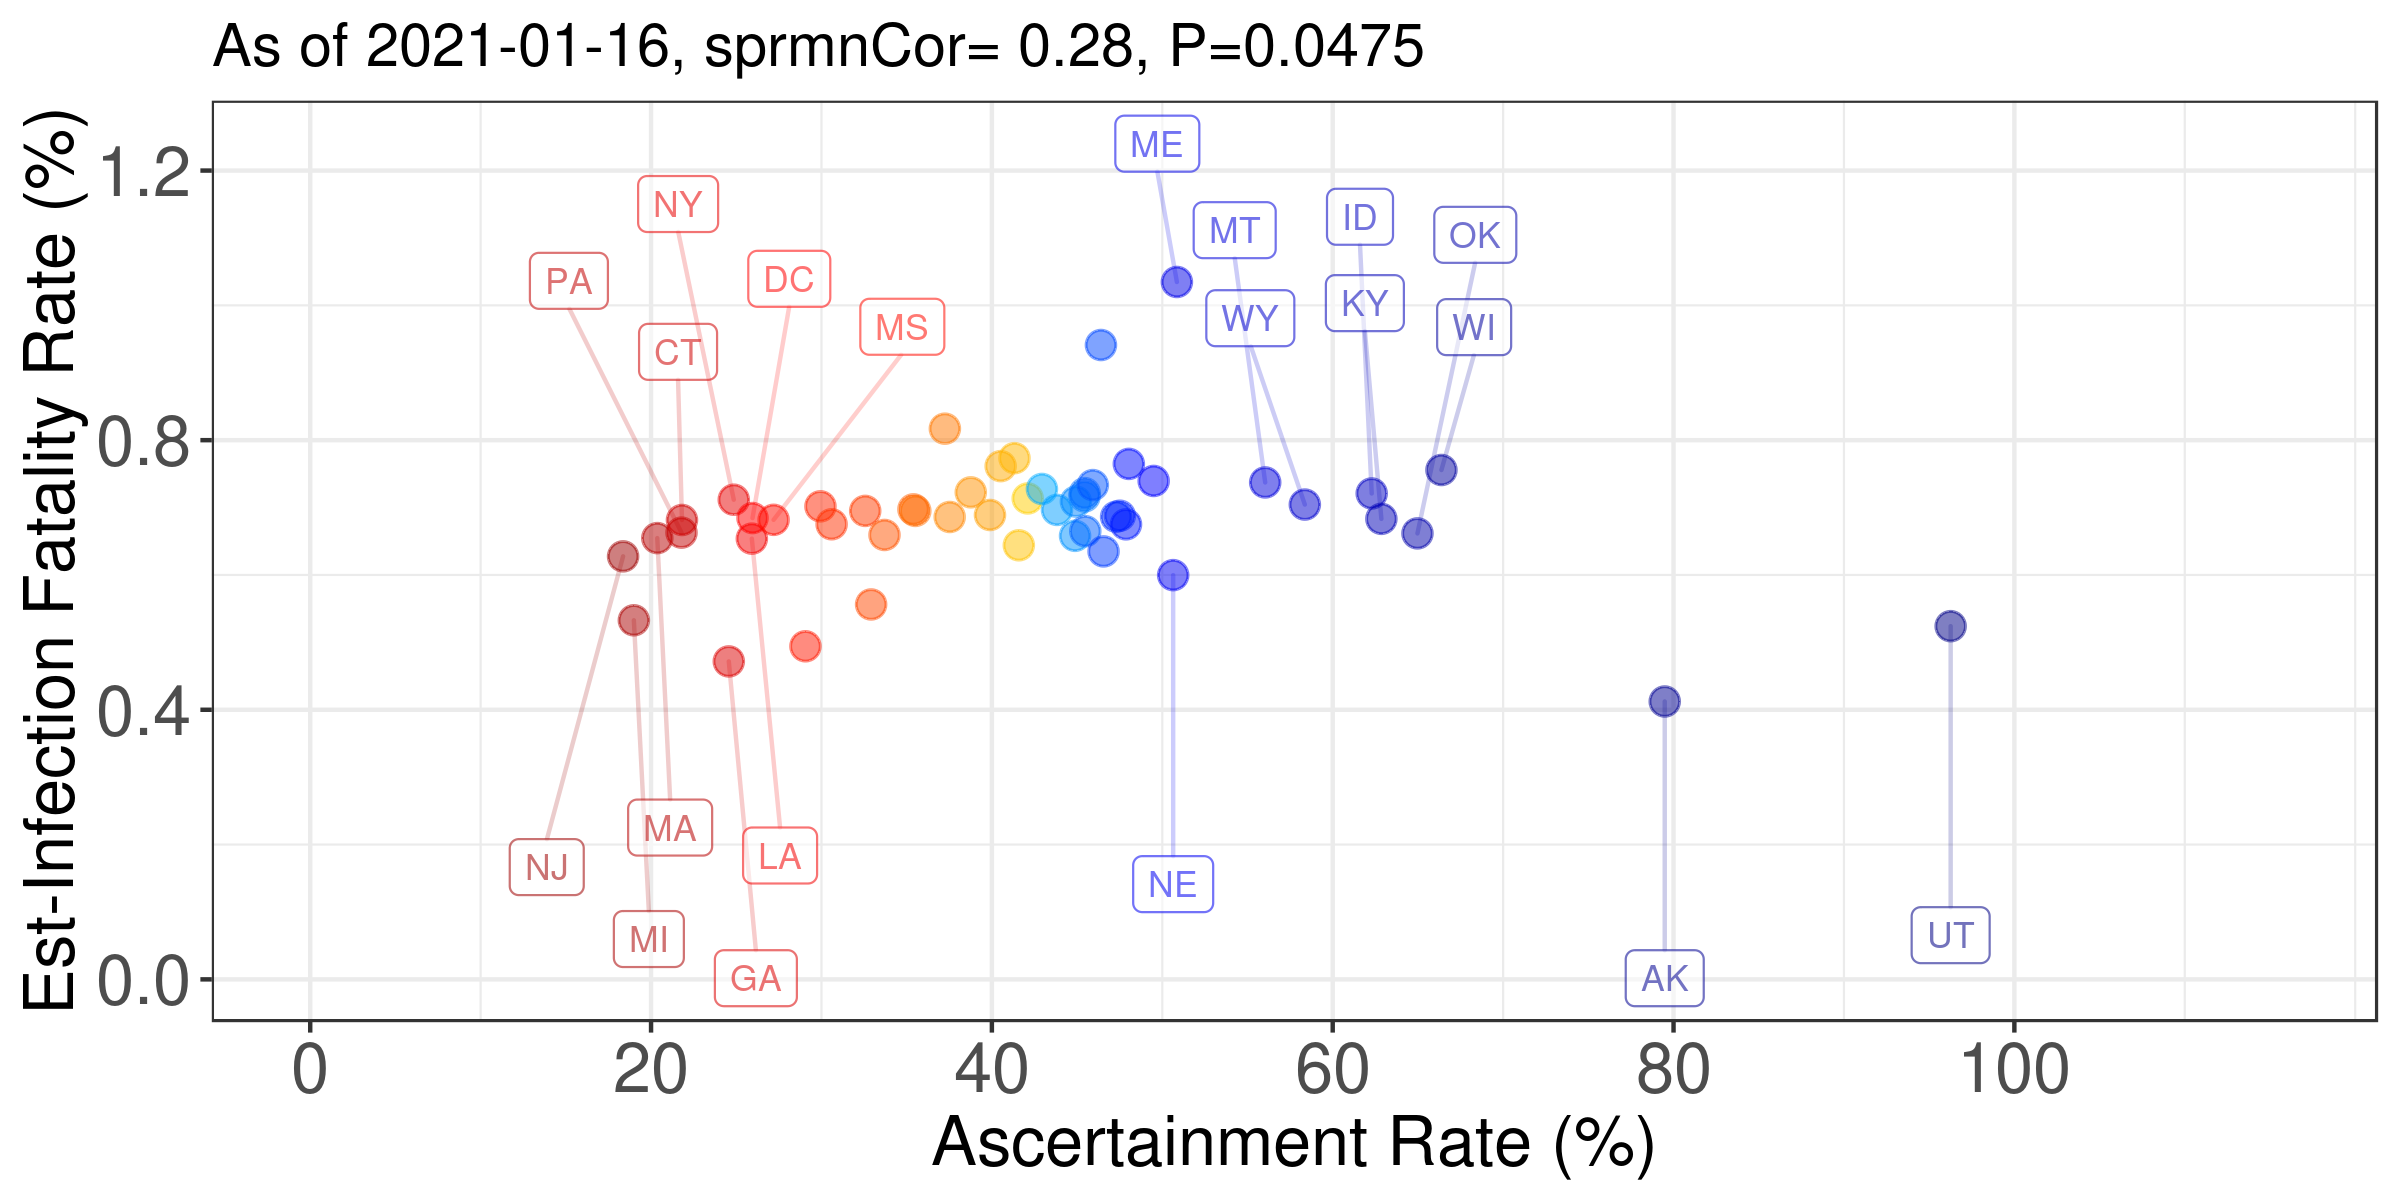 As of 2021-01-16, sprmnCor= 0.28, P=0.0475
Est-Infection Fatality Rate (%)
1.2
0.8
0.4
0.0
ME
NY
MT
ID
OK
PA
DC
KY
WY
MS
WI
CT
MA
NJ
LA
NE
MI
UT
GA
AK
0
20
40
60
80
100
Ascertainment Rate (%)